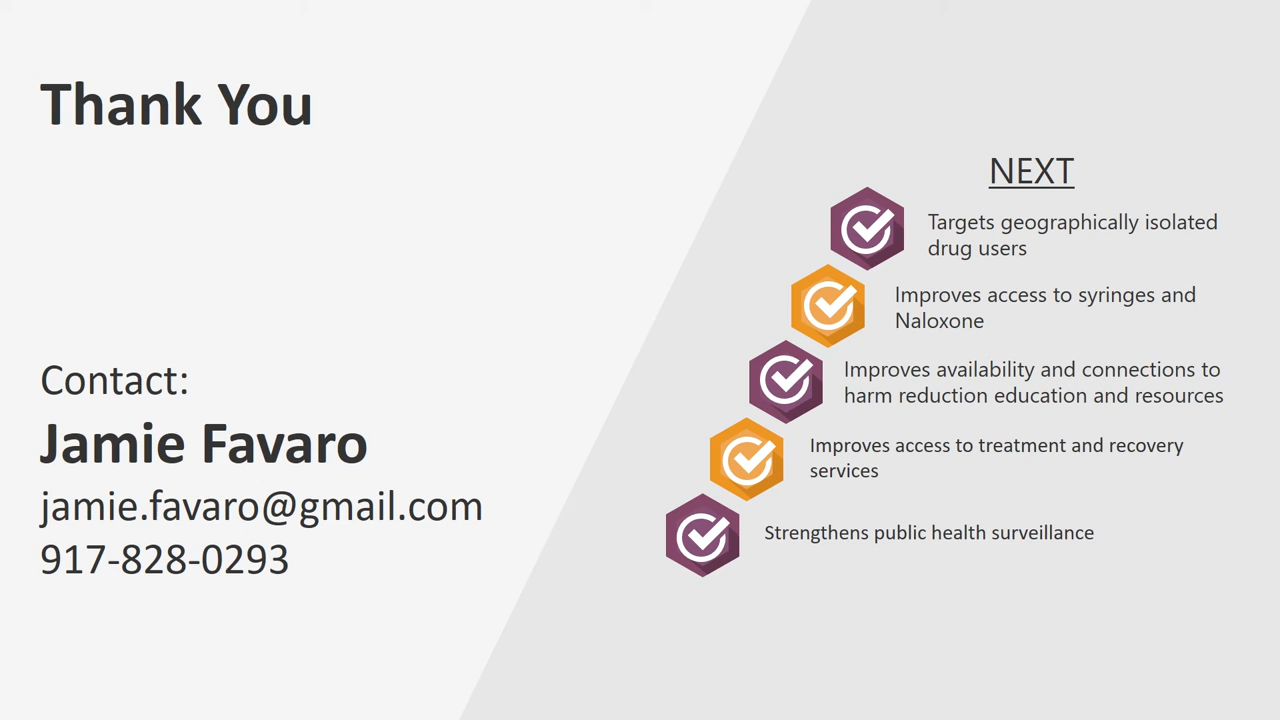 Thank You
Contact:
Jamie Favaro
jamie.favaro@gmail.com
917-828-0293
NEXT
Targets geographically isolated
drug users
Improves access to syringes and
Naloxone
Improves availability and connections to
harm reduction education and resources
Improves access to treatment and recovery
services
Strengthens public health surveillance